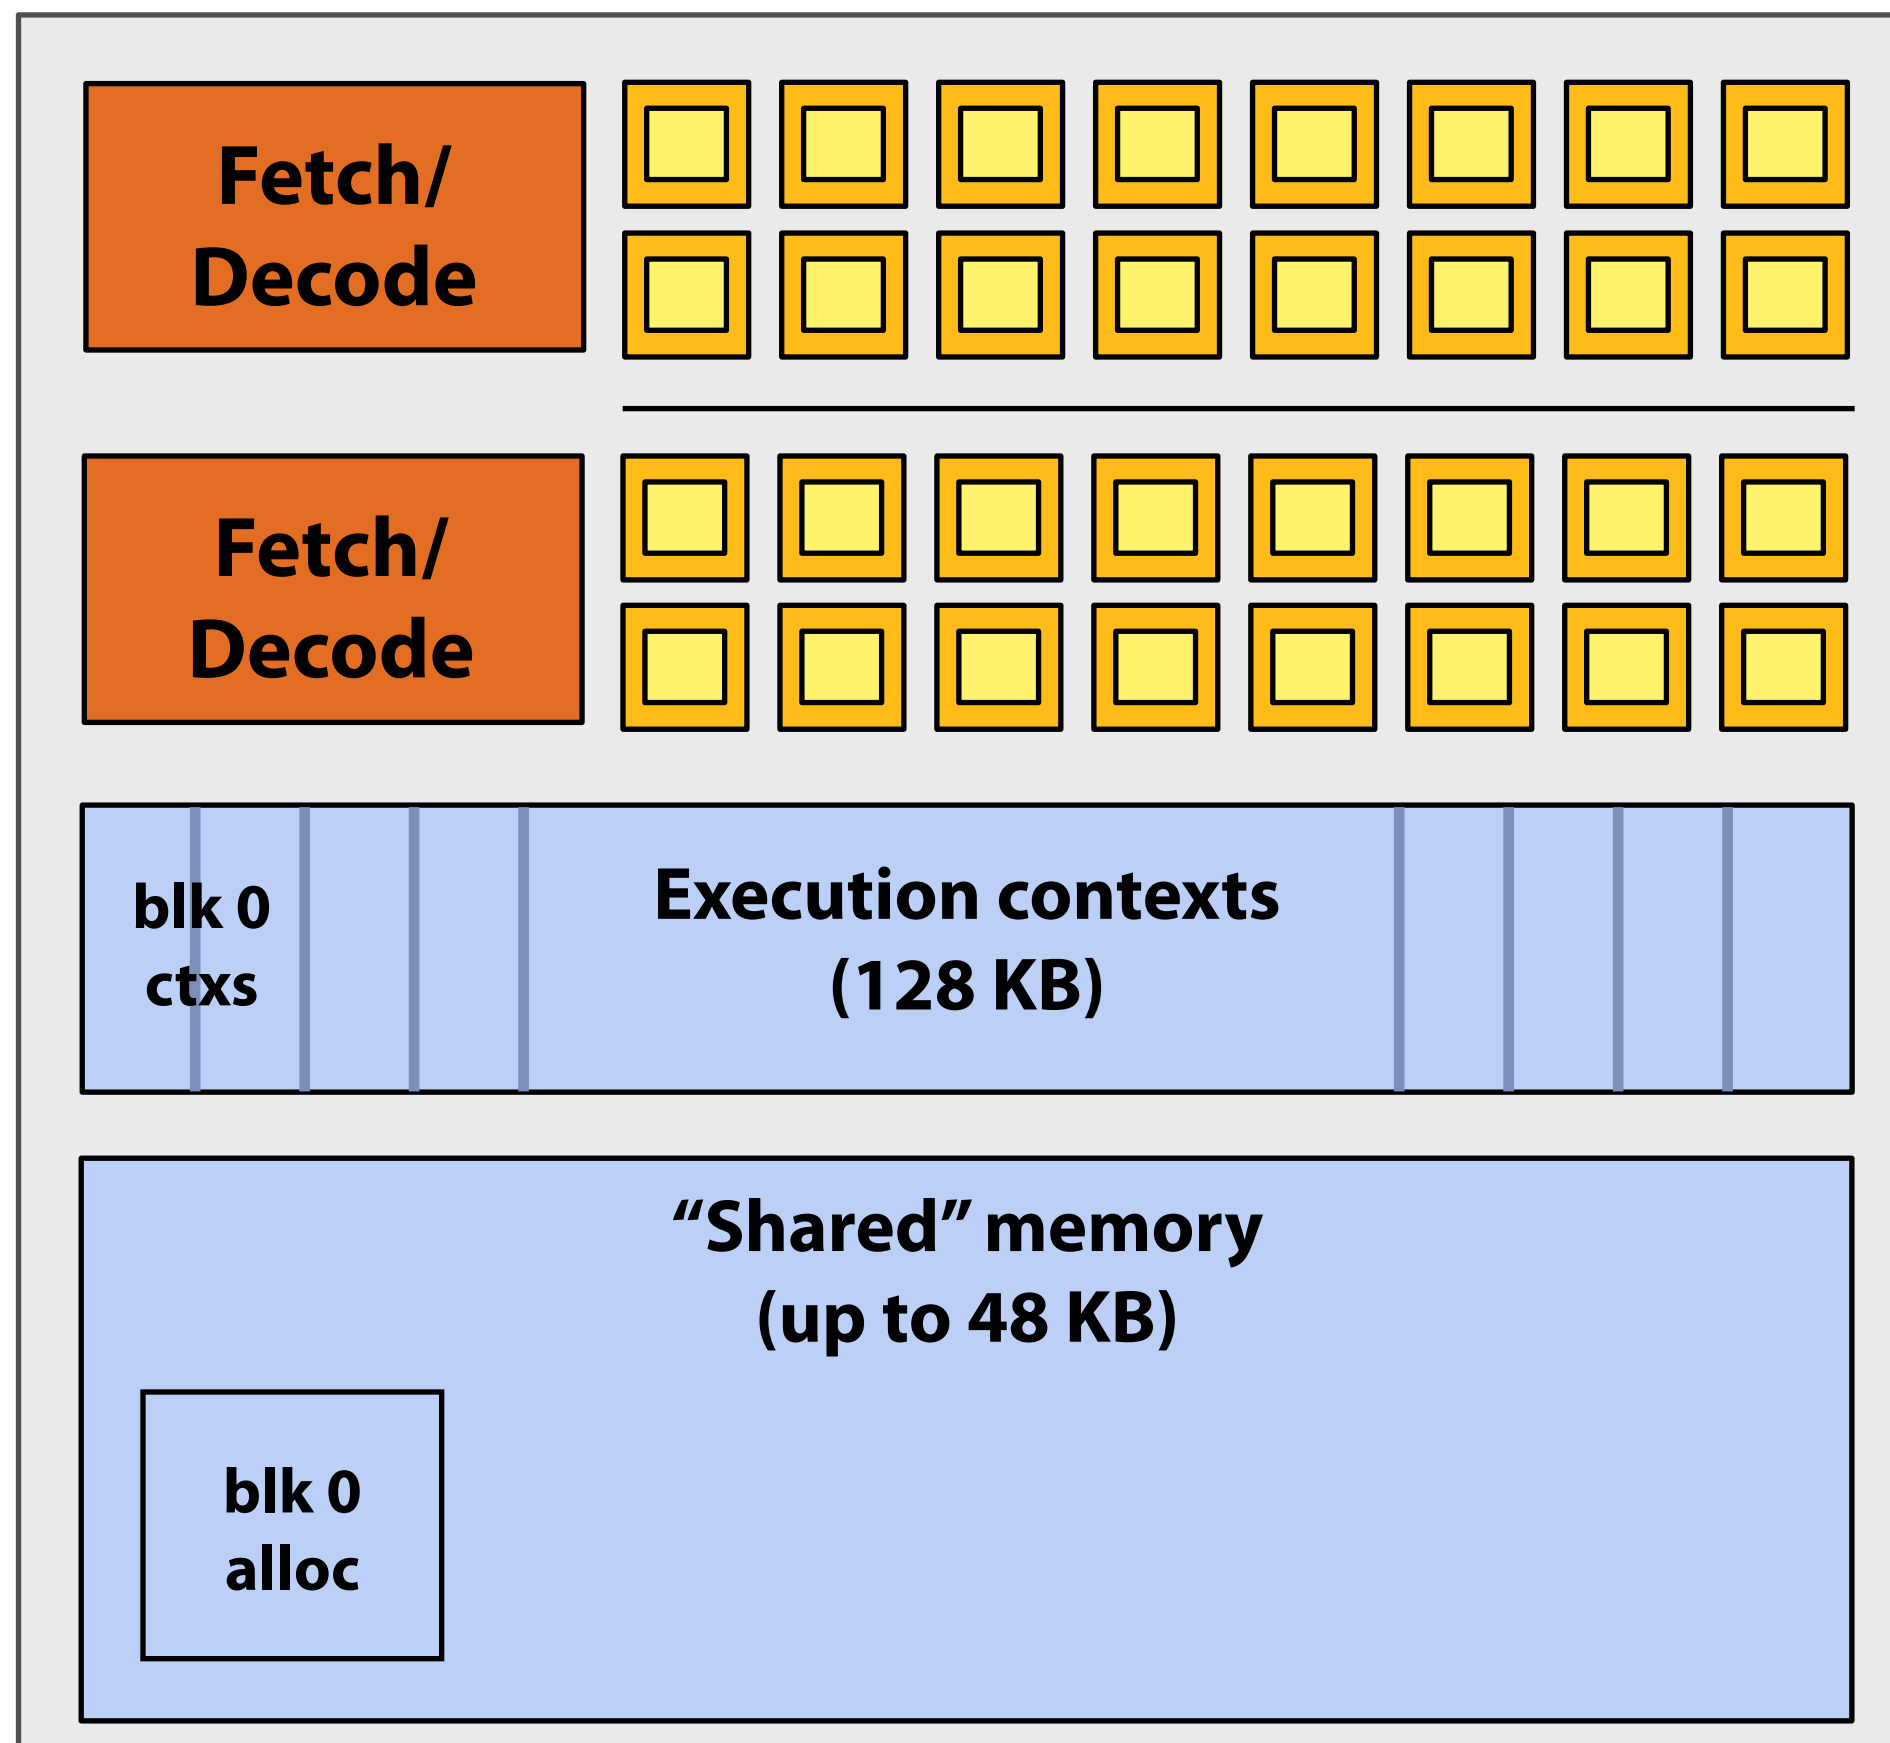 Fetch/
Decode
Fetch/
Decode
blk 0
ctxs
Execution contexts
(128 KB)
“Shared” memory
(up to 48 KB)
blk 0
alloc